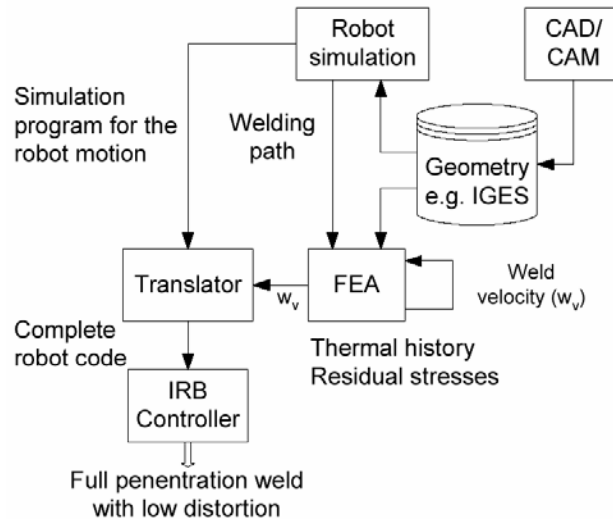 Robot
simulation
CAD/
CAM
Simulation
program for the
robot motion
Welding
path
Geometry
e.g. IGES
Translator
w_v
FEA
Weld
velocity (w_v)
Complete
robot code
Thermal history
Residual stresses
IRB
Controller
Full penentration weld
with low distortion